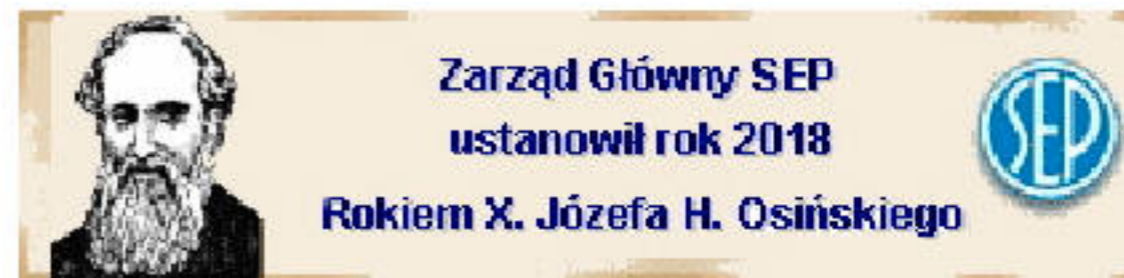 Zarząd Główny SEP
ustanowił rok 2018
Rokiem X. Józefa H. Osińskiego
SEP